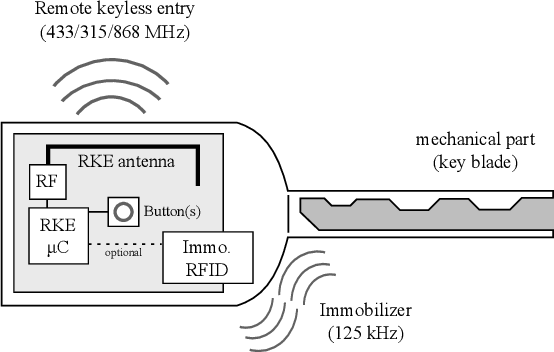 Remote keyless entry
(433/315/868 MHz)
mechanical part
(key blade)
RKE antenna
RF
RKE
μC
Button(s)
optional
Immo.
RFID
Immobilizer
(125 kHz)